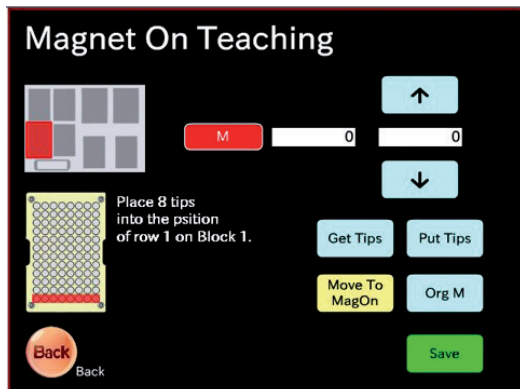 Magnet On Teaching
↑
M 0 0
↓
Place 8 tips
into the psition
of row 1 on Block 1.
Get Tips Put Tips
Move To
MagOn
Org M
Back
Back
Save